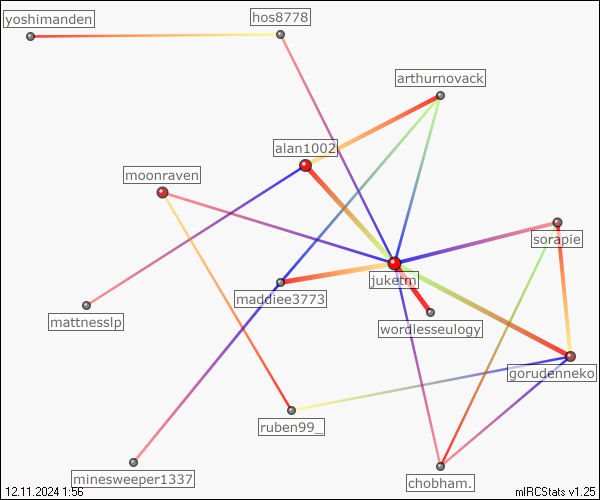 yoshimanden
hos8778
arthurnovack
alan1002
moonraven
sorapie
juketm
maddiee3773
mattnesslp
wordlesseulogy
gorudenneko
ruben99_
minesweeper1337
chobham.
12.11.2024 1:56
mIRCStats v1.25